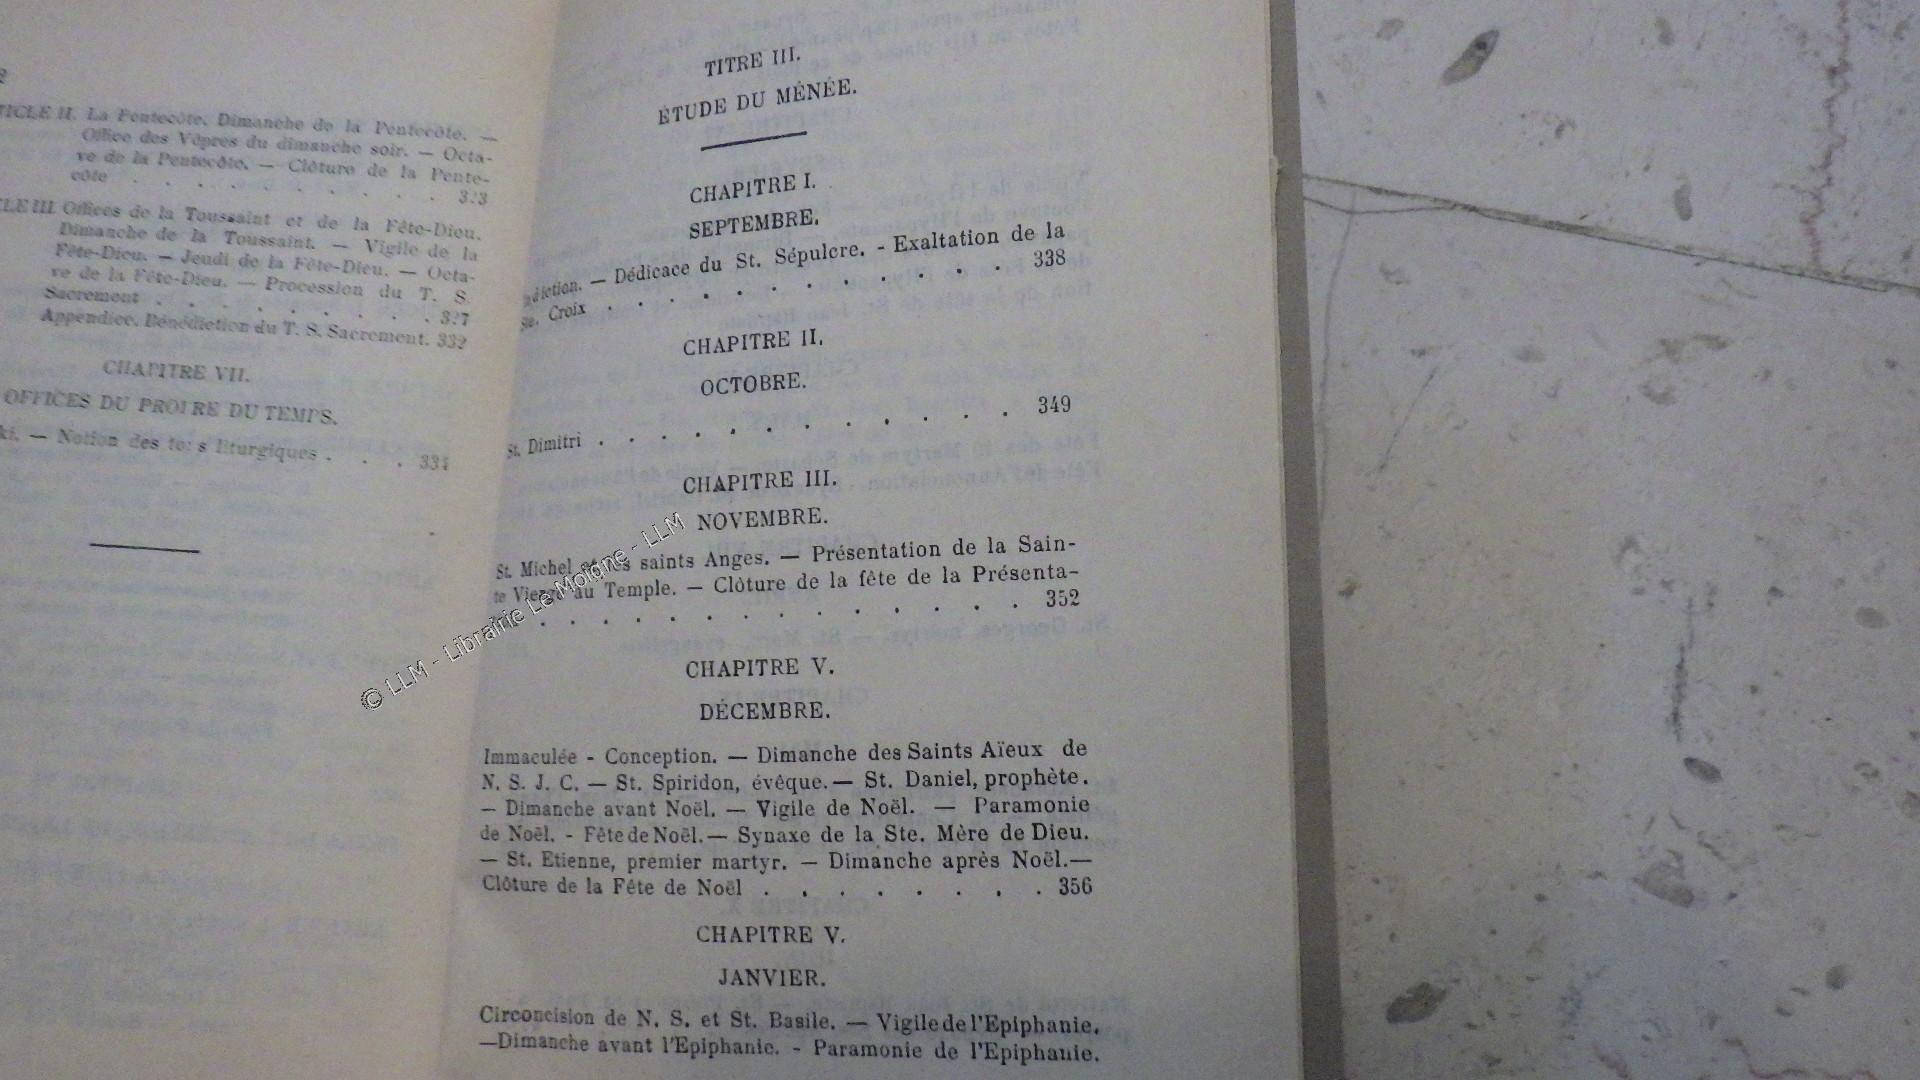 La Pentecôte. Dimanche de la Pentecôte. —
Office des Vêpres du dimanche soir. — Octa-
ve de la Pentecôte. — Clôture de la Pente-
côte . . . . . . . . . 323
III Offices de la Toussaint et de la Fête-Dieu.
Dimanche de la Toussaint. — Vigile de la
Fête-Dieu. — Jeudi de la Fête-Dieu. — Octa-
ve de la Fête-Dieu. — Procession du T. S.
Sacrement . . . . . . . . 327
Appendice. Bénédiction du T. S. Sacrement. 332
CHAPITRE VII.
OFFICES DU PROPRE DU TEMPS.
— Notion des liturgiques . . . 334
TITRE III.
ÉTUDE DU MÉNÉE.
CHAPITRE I.
SEPTEMBRE.
— Dédicace du St. Sépulcre. - Exaltation de la
Ste. Croix . . . . . . . . 338
CHAPITRE II.
OCTOBRE.
St. Dimitri . . . . . . . . . . 349
CHAPITRE III.
NOVEMBRE.
St. Michel et les saints Anges. — Présentation de la Sain-
te Vierge au Temple. — Clôture de la fête de la Présenta-
. . . . . . . . . . 352
CHAPITRE V.
DÉCEMBRE.
Immaculée - Conception. — Dimanche des Saints Aïeux de
N. S. J. C. — St. Spiridon, évêque. — St. Daniel, prophète.
— Dimanche avant Noël. — Vigile de Noël. — Paramonie
de Noël. - Fête de Noël. — Synaxe de la Ste. Mère de Dieu.
— St. Etienne, premier martyr. — Dimanche après Noël. —
Clôture de la Fête de Noël . . . . . . . . 356
CHAPITRE V.
JANVIER.
Circoncision de N. S. et St. Basile. — Vigile de l'Epiphanie.
—Dimanche avant l'Epiphanie. - Paramonie de l'Epiphanie.
© LLM - Librairie Le Moigne - LLM